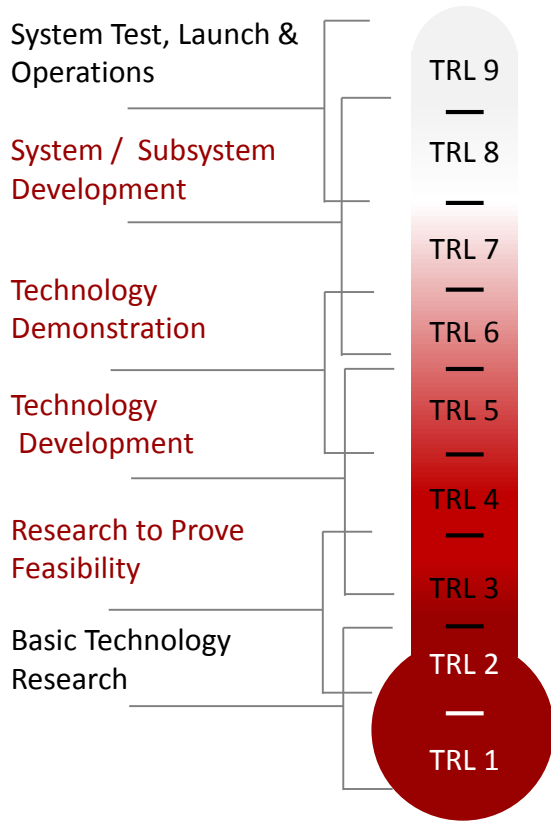 System Test, Launch &
Operations
System / Subsystem
Development
Technology
Demonstration
Technology
Development
Research to Prove
Feasibility
Basic Technology
Research
TRL 9
TRL 8
TRL 7
TRL 6
TRL 5
TRL 4
TRL 3
TRL 2
TRL 1